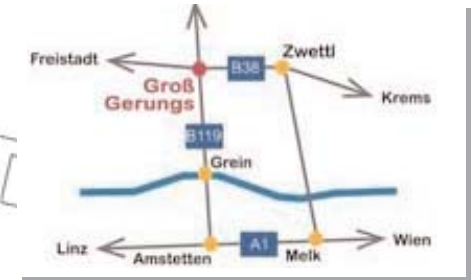 Freistadt
B38
Zwettl
Groß
Gerungs
Krems
B119
Grein
Linz
Amstetten
A1
Melk
Wien